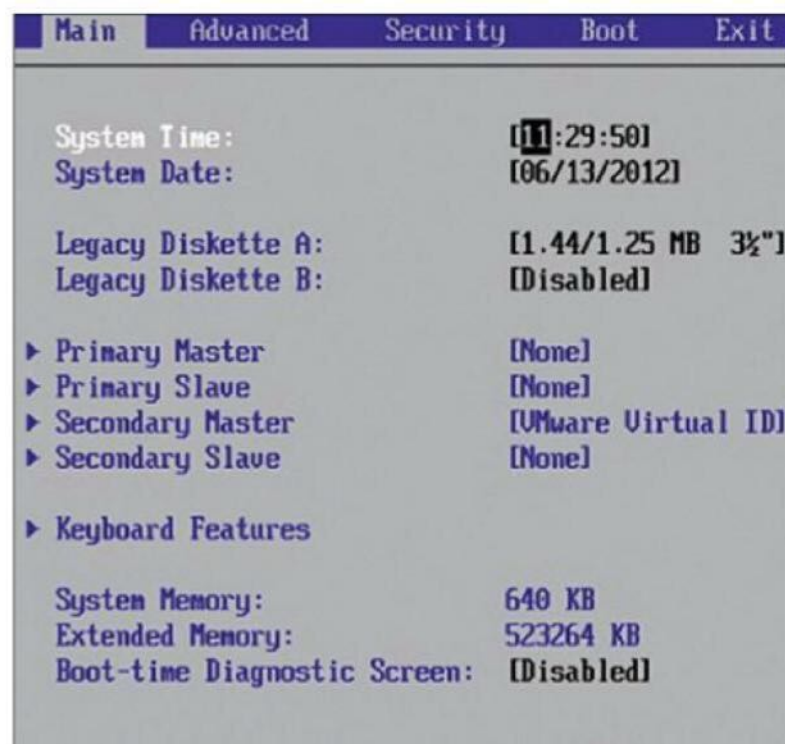 Main Advanced Security Boot Exit
System Time: [11:29:50]
System Date: [06/13/2012]
Legacy Diskette A: [1.44/1.25 MB 3½"]
Legacy Diskette B: [Disabled]
▶ Primary Master [None]
▶ Primary Slave [None]
▶ Secondary Master [VMware Virtual ID]
▶ Secondary Slave [None]
▶ Keyboard Features
System Memory: 640 KB
Extended Memory: 523264 KB
Boot-time Diagnostic Screen: [Disabled]